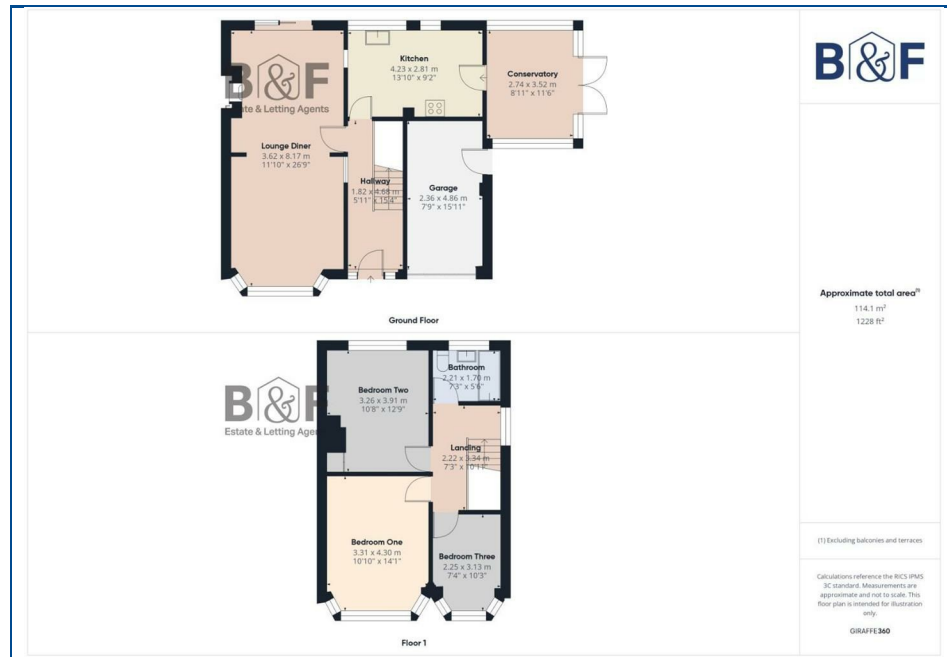 Kitchen
4.23 x 2.81 m
13'10" x 9'2"
Conservatory
2.74 x 3.52 m
8'11" x 11'6"
B&F
Estate & Letting Agents
Lounge Diner
3.62 x 8.17 m
11'10" x 26'9"
Hallway
1.82 x 4.68 m
5'11" x 15'4"
Garage
2.36 x 4.86 m
7'9" x 15'11"
Ground Floor
Bathroom
2.21 x 1.70 m
7'3" x 5'6"
Bedroom Two
3.26 x 3.91 m
10'8" x 12'9"
B&F
Estate & Letting Agen
Landing
2.22 x 3.34 m
7'3" x 10'11"
Bedroom One
3.31 x 4.30 m
10'10" x 14'1"
Bedroom Three
2.25 x 3.13 m
7'4" x 10'3"
Floor 1
B&F
Approximate total area⁽¹⁾
114.1 m²
1228 ft²
(1) Excluding balconies and terraces
Calculations reference the RICS IPMS
3C standard. Measurements are
approximate and not to scale. This
floor plan is intended for illustration
only.
GIRAFFE360